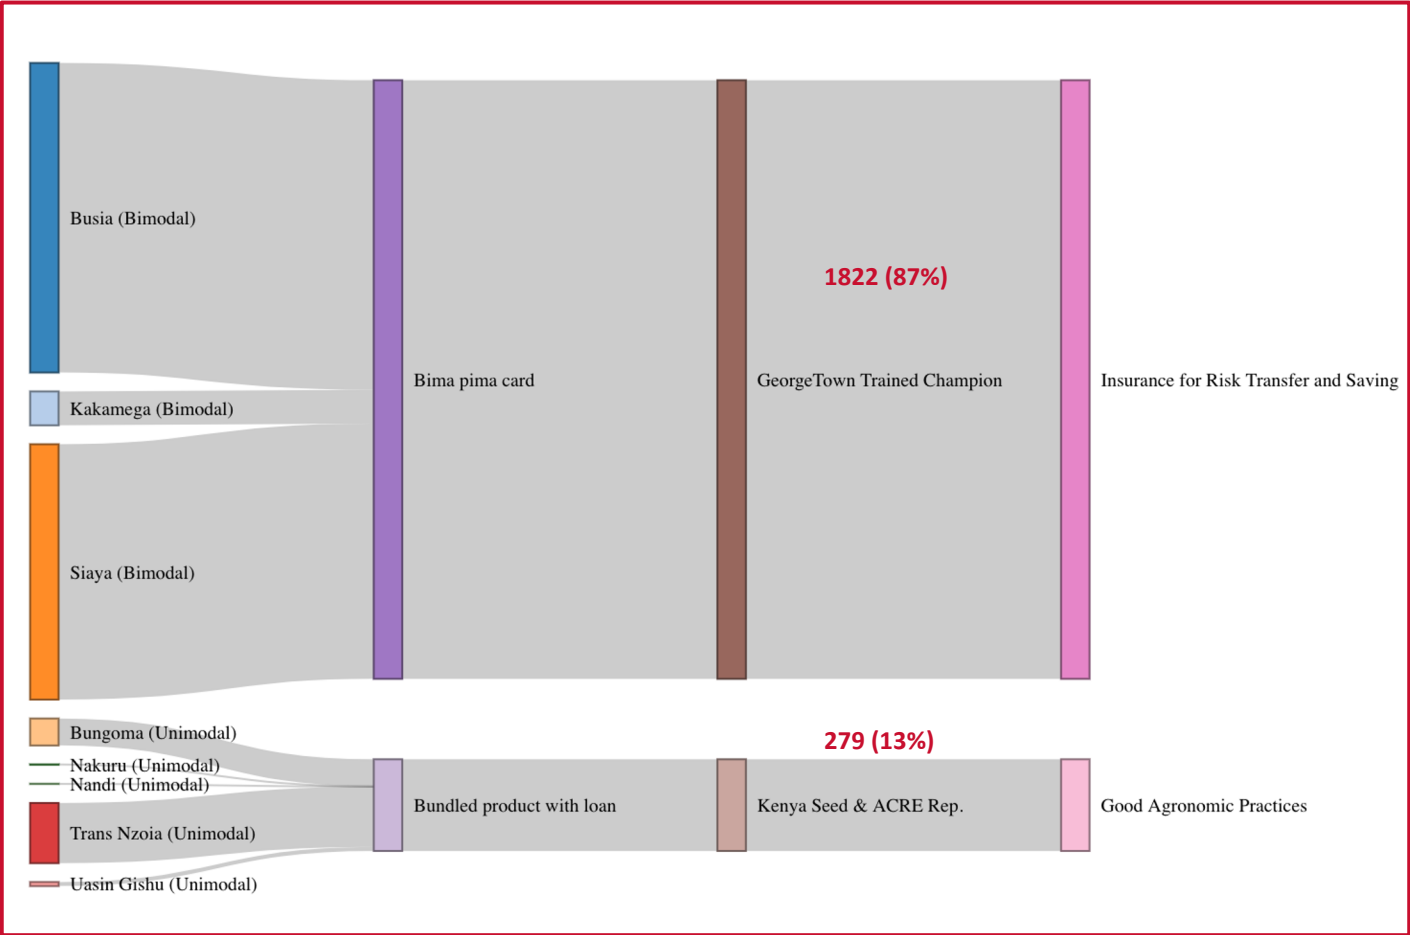 Busia (Bimodal)
Kakamega (Bimodal)
Siaya (Bimodal)
Bungoma (Unimodal)
Nakuru (Unimodal)
Nandi (Unimodal)
Trans Nzoia (Unimodal)
Uasin Gishu (Unimodal)
Bima pima card
Bundled product with loan
1822 (87%)
GeorgeTown Trained Champion
279 (13%)
Kenya Seed & ACRE Rep.
Insurance for Risk Transfer and Saving
Good Agronomic Practices